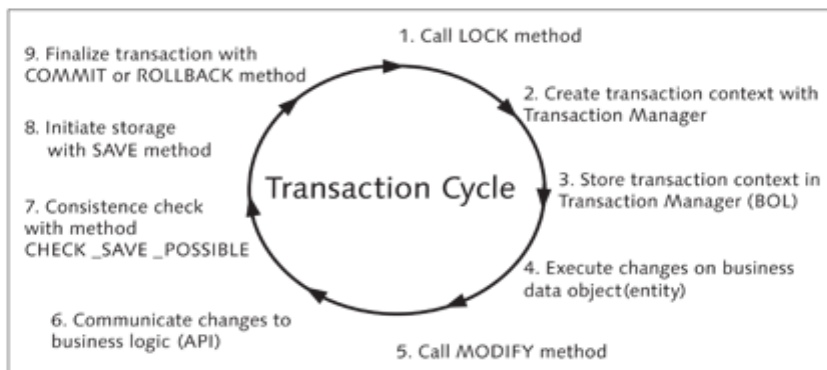 1. Call LOCK method
2. Create transaction context with
Transaction Manager
3. Store transaction context in
Transaction Manager (BOL)
4. Execute changes on business
data object(entity)
5. Call MODIFY method
6. Communicate changes to
business logic (API)
7. Consistence check
with method
CHECK _SAVE _POSSIBLE
8. Initiate storage
with SAVE method
9. Finalize transaction with
COMMIT or ROLLBACK method
Transaction Cycle